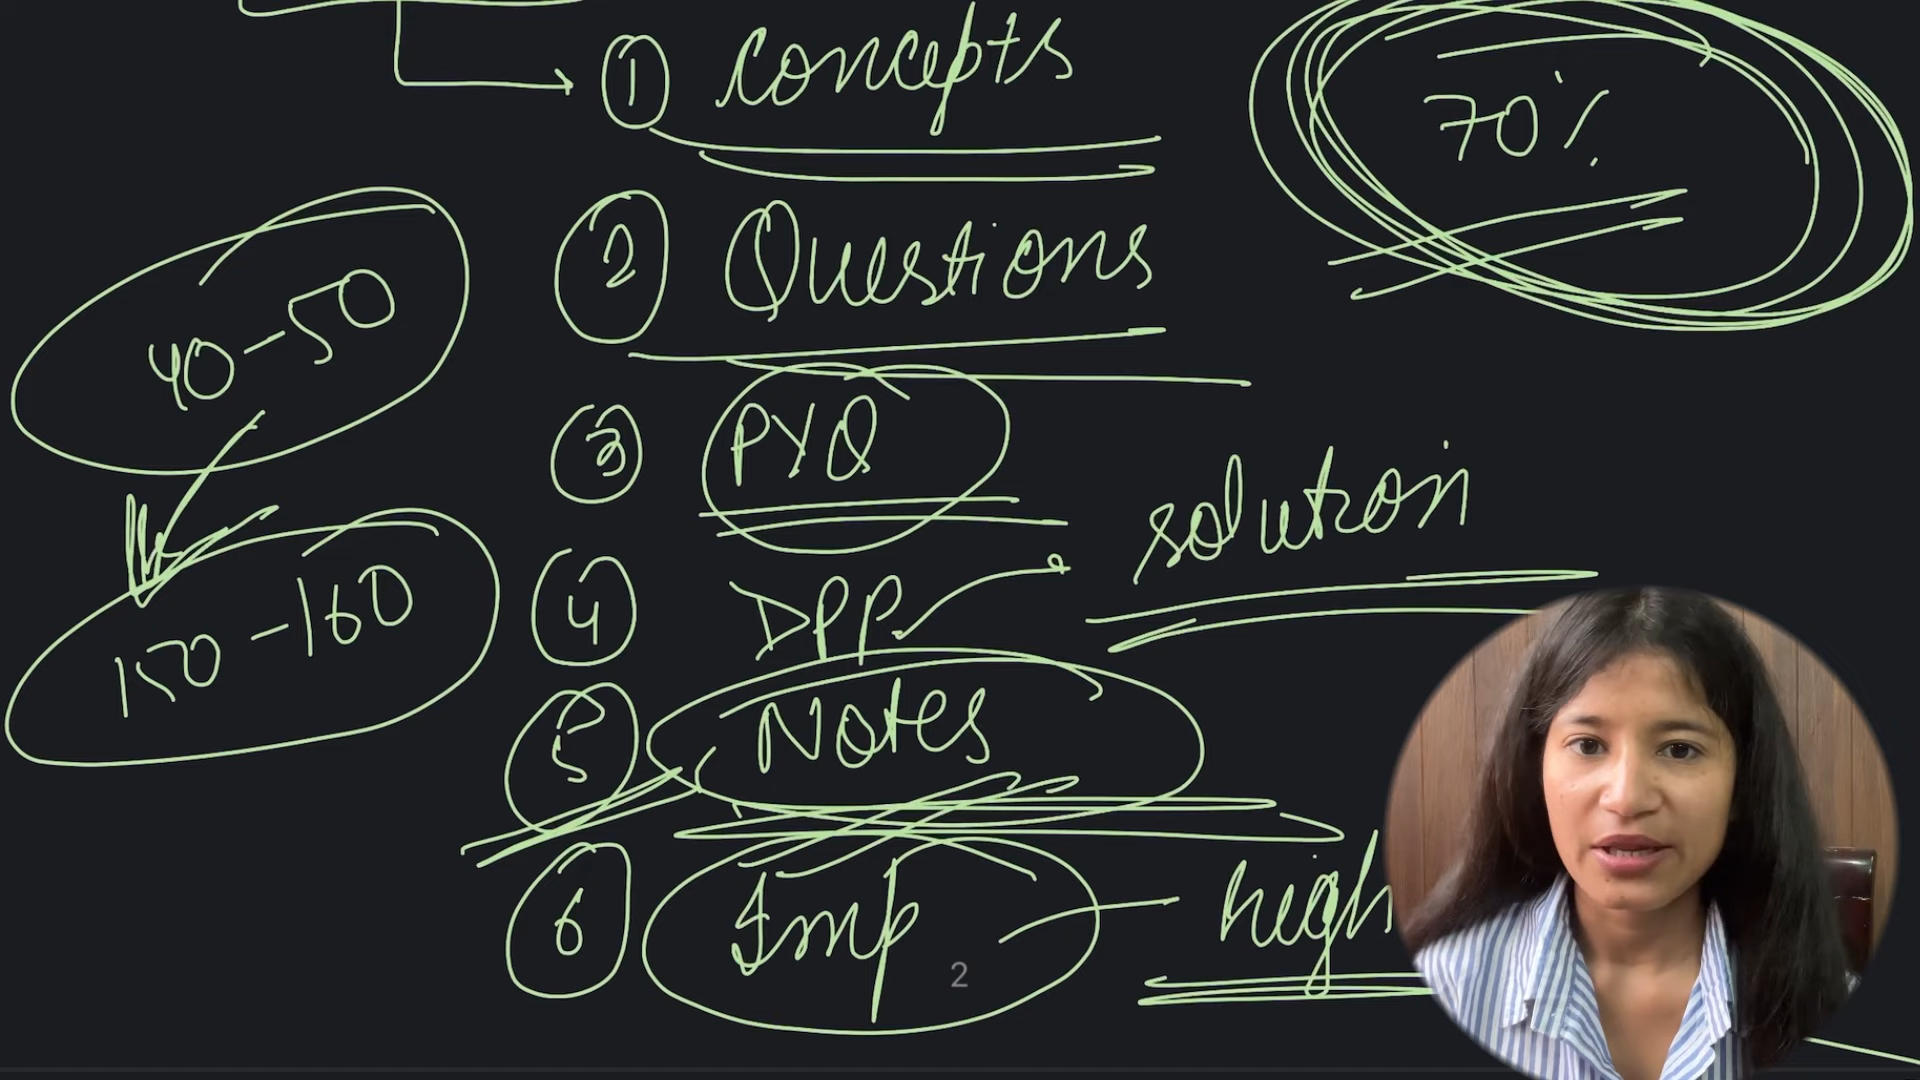 ① concepts
70%
② Questions
40-50
③ PYQ
solution
④ DPP
150-160
⑤ Notes
⑥ Imp
high
2